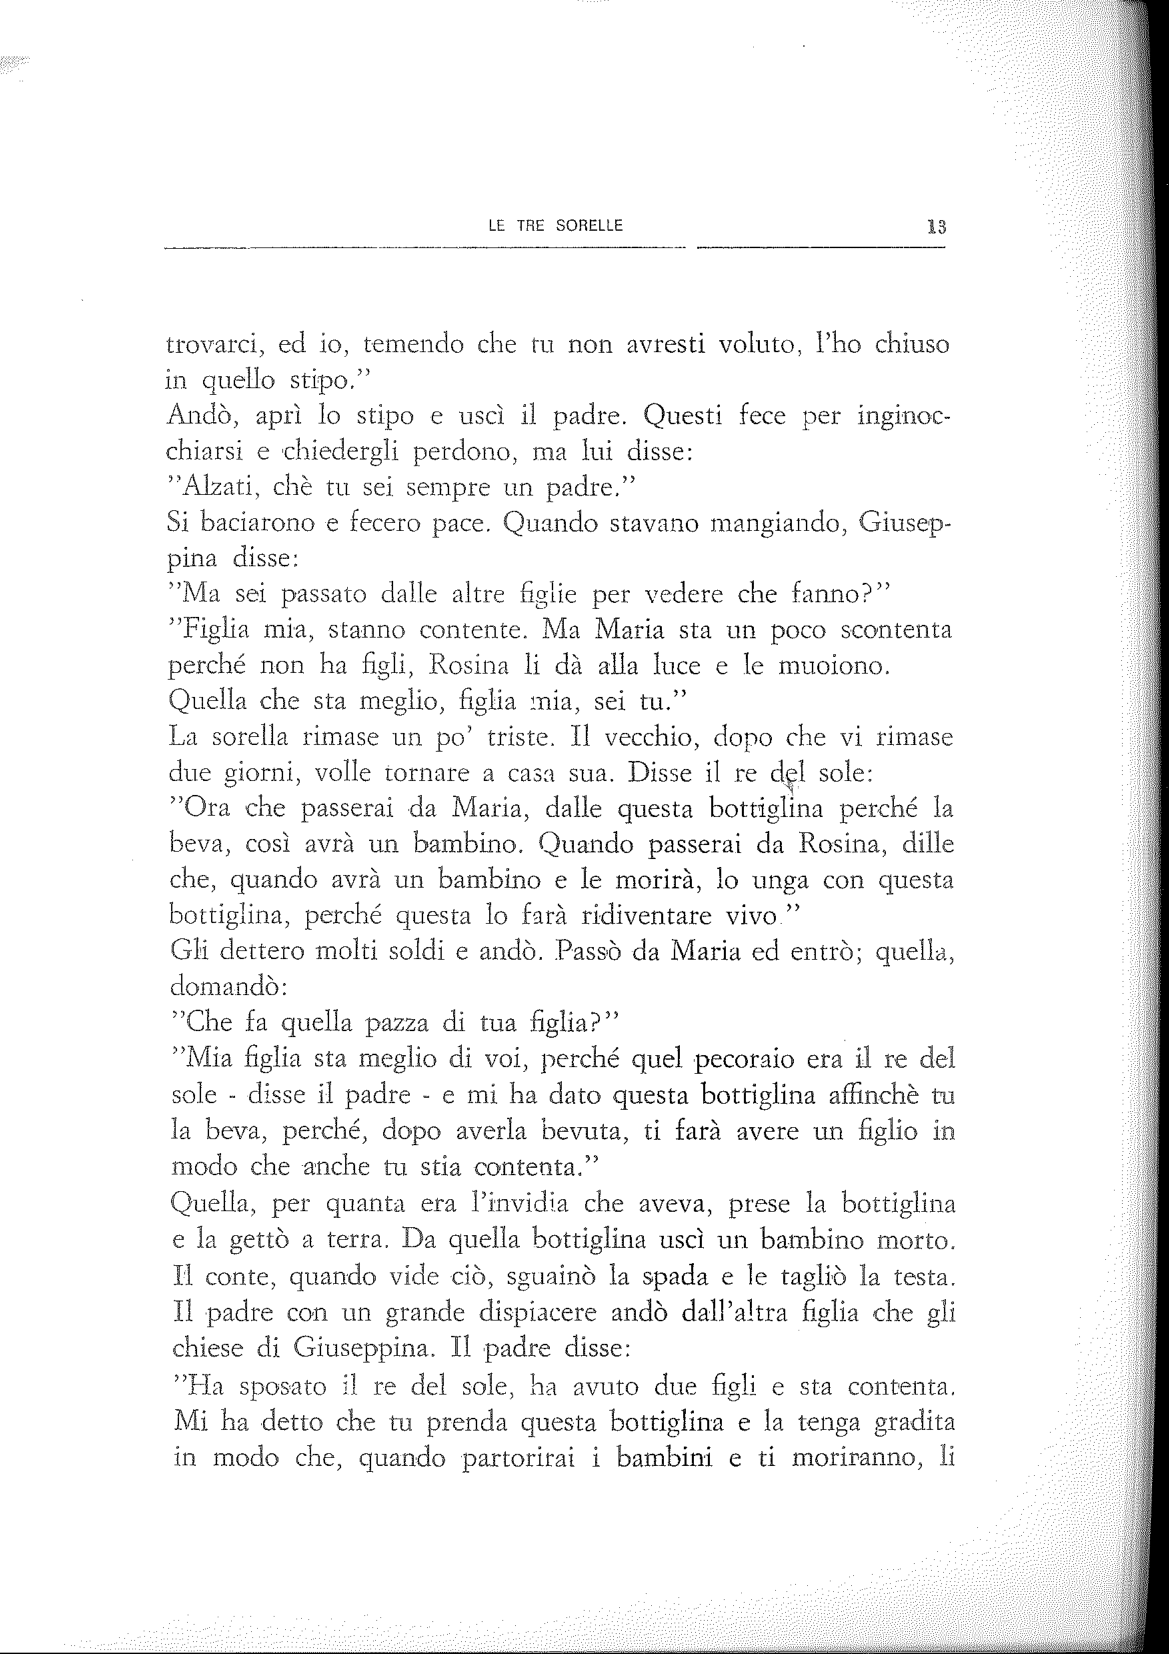 LE TRE SORELLE 13
trovarci, ed io, temendo che tu non avresti voluto, l'ho chiuso
in quello stipo.”
Andò, aprì lo stipo e uscì il padre. Questi fece per inginoc-
chiarsi e chiedergli perdono, ma lui disse:
”Alzati, chè tu sei sempre un padre.”
Si baciarono e fecero pace. Quando stavano mangiando, Giusep-
pina disse:
”Ma sei passato dalle altre figlie per vedere che fanno?”
”Figlia mia, stanno contente. Ma Maria sta un poco scontenta
perché non ha figli, Rosina li dà alla luce e le muoiono.
Quella che sta meglio, figlia mia, sei tu.”
La sorella rimase un po' triste. Il vecchio, dopo che vi rimase
due giorni, volle tornare a casa sua. Disse il re del sole:
”Ora che passerai da Maria, dalle questa bottiglina perché la
beva, così avrà un bambino. Quando passerai da Rosina, dille
che, quando avrà un bambino e le morirà, lo unga con questa
bottiglina, perché questa lo farà ridiventare vivo.”
Gli dettero molti soldi e andò. Passò da Maria ed entrò; quella,
domandò:
”Che fa quella pazza di tua figlia?”
”Mia figlia sta meglio di voi, perché quel pecoraio era il re del
sole - disse il padre - e mi ha dato questa bottiglina affinchè tu
la beva, perché, dopo averla bevuta, ti farà avere un figlio in
modo che anche tu stia contenta.”
Quella, per quanta era l'invidia che aveva, prese la bottiglina
e la gettò a terra. Da quella bottiglina uscì un bambino morto.
Il conte, quando vide ciò, sguainò la spada e le tagliò la testa.
Il padre con un grande dispiacere andò dall'altra figlia che gli
chiese di Giuseppina. Il padre disse:
”Ha sposato il re del sole, ha avuto due figli e sta contenta.
Mi ha detto che tu prenda questa bottiglina e la tenga gradita
in modo che, quando partorirai i bambini e ti moriranno, li